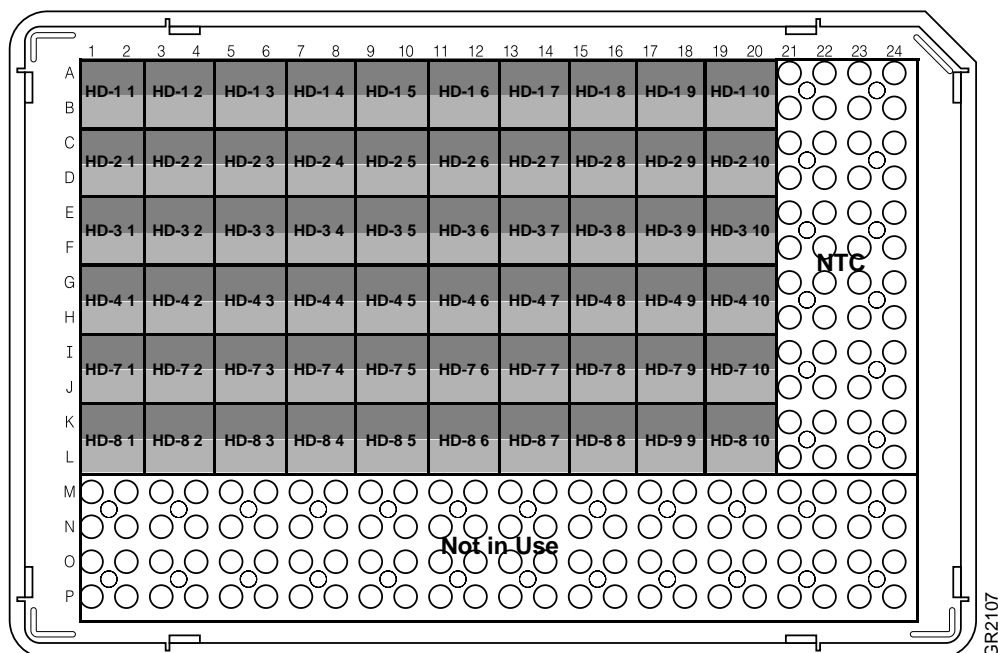 1 2 3 4 5 6 7 8 9 10 11 12 13 14 15 16 17 18 19 20 21 22 23 24
A
HD-1 1 HD-1 2 HD-1 3 HD-1 4 HD-1 5 HD-1 6 HD-1 7 HD-1 8 HD-1 9 HD-1 10
B
C
HD-2 1 HD-2 2 HD-2 3 HD-2 4 HD-2 5 HD-2 6 HD-2 7 HD-2 8 HD-2 9 HD-2 10
D
E
HD-3 1 HD-3 2 HD-3 3 HD-3 4 HD-3 5 HD-3 6 HD-3 7 HD-3 8 HD-3 9 HD-3 10
F
NTC
G
HD-4 1 HD-4 2 HD-4 3 HD-4 4 HD-4 5 HD-4 6 HD-4 7 HD-4 8 HD-4 9 HD-4 10
H
I
HD-7 1 HD-7 2 HD-7 3 HD-7 4 HD-7 5 HD-7 6 HD-7 7 HD-7 8 HD-7 9 HD-7 10
J
K
HD-8 1 HD-8 2 HD-8 3 HD-8 4 HD-8 5 HD-8 6 HD-8 7 HD-8 8 HD-9 9 HD-8 10
L
M
N
Not in Use
O
P
GR2107